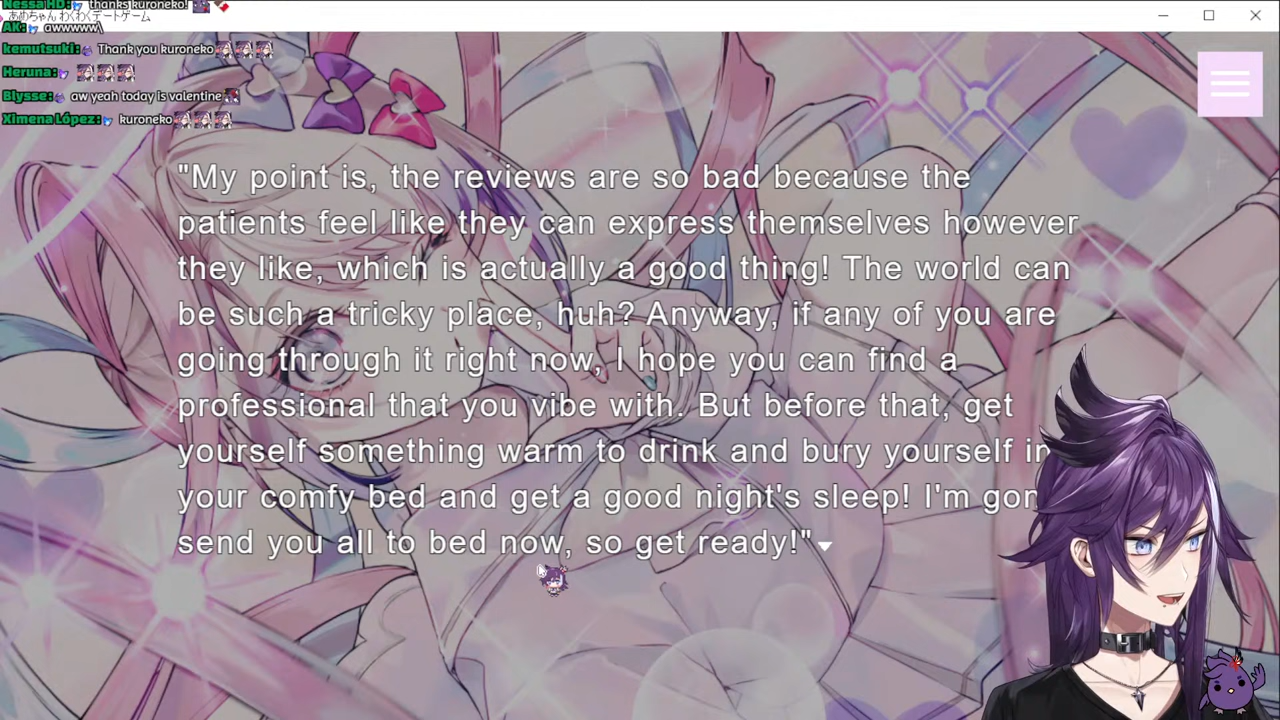 Nessa HD: thanks kuroneko!
あめちゃんわくわくデートゲーム
AK: awwwww\
kemutsuki: Thank you kuroneko
Heruna:
Blysse: aw yeah today is valentine
Ximena López: kuroneko
"My point is, the reviews are so bad because the
patients feel like they can express themselves however
they like, which is actually a good thing! The world can
be such a tricky place, huh? Anyway, if any of you are
going through it right now, I hope you can find a
professional that you vibe with. But before that, get
yourself something warm to drink and bury yourself in
your comfy bed and get a good night's sleep! I'm gon
send you all to bed now, so get ready!"